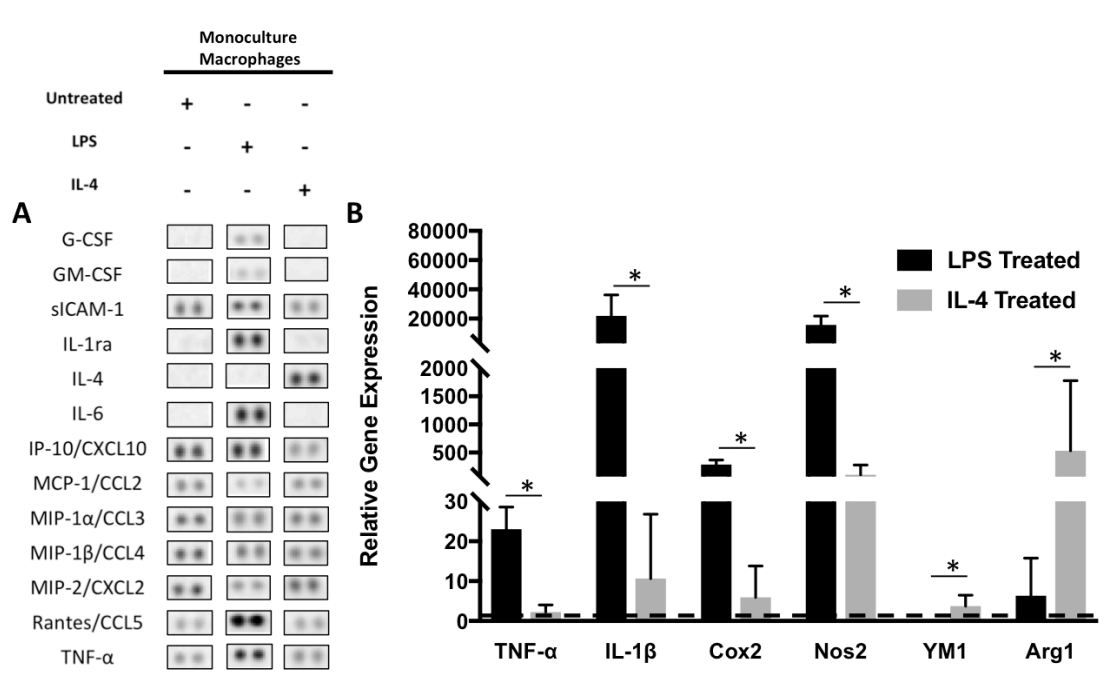 Monoculture
Macrophages
Untreated + - -
LPS - + -
IL-4 - - +
A
G-CSF
GM-CSF
sICAM-1
IL-1ra
IL-4
IL-6
IP-10/CXCL10
MCP-1/CCL2
MIP-1α/CCL3
MIP-1β/CCL4
MIP-2/CXCL2
Rantes/CCL5
TNF-α
B
Relative Gene Expression
80000
60000
40000
20000
2000
1500
1000
500
30
20
10
0
* * * * * *
LPS Treated
IL-4 Treated
TNF-α IL-1β Cox2 Nos2 YM1 Arg1